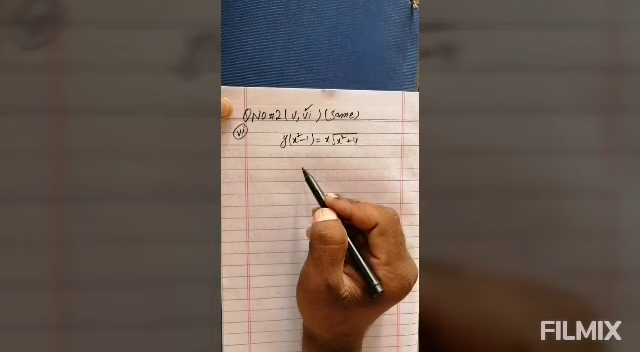 Q NO #2 (v, vi) (same)
(vi)
y(x²-1) = x√x²+4
FILMIX